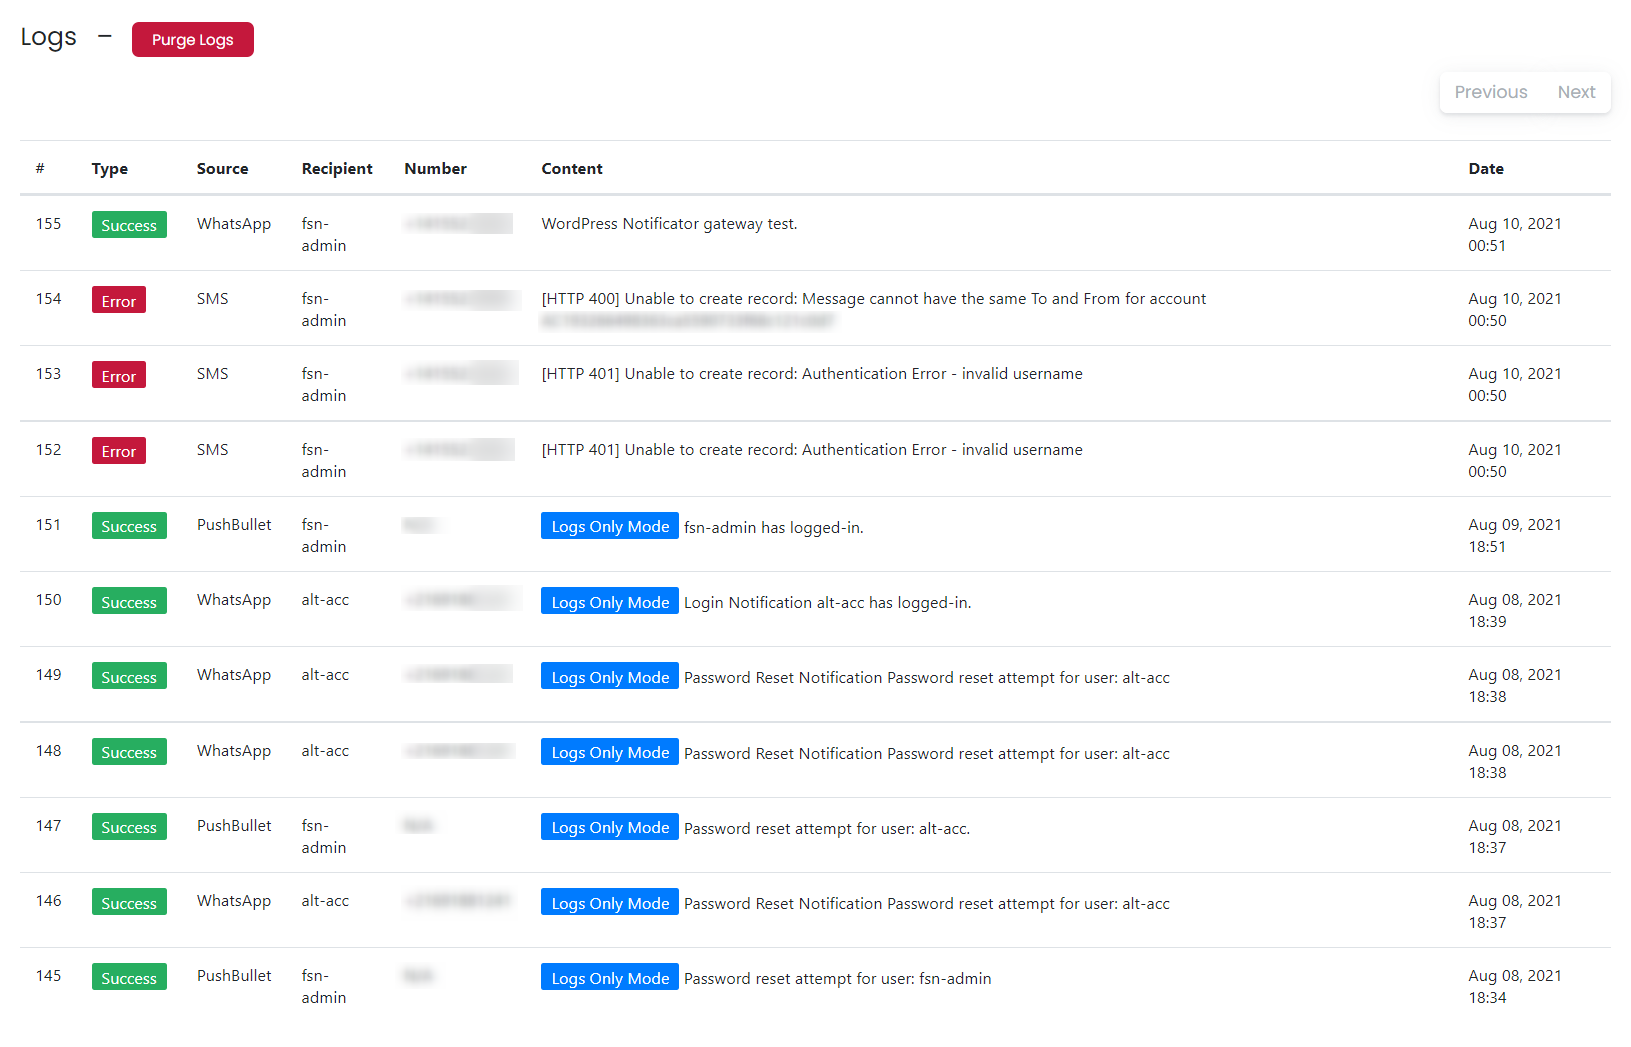 Logs – Purge Logs
Previous Next
# Type Source Recipient Number Content Date
155 Success WhatsApp fsn- WordPress Notificator gateway test. Aug 10, 2021
admin 00:51
154 Error SMS fsn- [HTTP 400] Unable to create record: Message cannot have the same To and From for account Aug 10, 2021
admin 00:50
153 Error SMS fsn- [HTTP 401] Unable to create record: Authentication Error - invalid username Aug 10, 2021
admin 00:50
152 Error SMS fsn- [HTTP 401] Unable to create record: Authentication Error - invalid username Aug 10, 2021
admin 00:50
151 Success PushBullet fsn- Logs Only Mode fsn-admin has logged-in. Aug 09, 2021
admin 18:51
150 Success WhatsApp alt-acc Logs Only Mode Login Notification alt-acc has logged-in. Aug 08, 2021
18:39
149 Success WhatsApp alt-acc Logs Only Mode Password Reset Notification Password reset attempt for user: alt-acc Aug 08, 2021
18:38
148 Success WhatsApp alt-acc Logs Only Mode Password Reset Notification Password reset attempt for user: alt-acc Aug 08, 2021
18:38
147 Success PushBullet fsn- Logs Only Mode Password reset attempt for user: alt-acc. Aug 08, 2021
admin 18:37
146 Success WhatsApp alt-acc Logs Only Mode Password Reset Notification Password reset attempt for user: alt-acc Aug 08, 2021
18:37
145 Success PushBullet fsn- Logs Only Mode Password reset attempt for user: fsn-admin Aug 08, 2021
admin 18:34